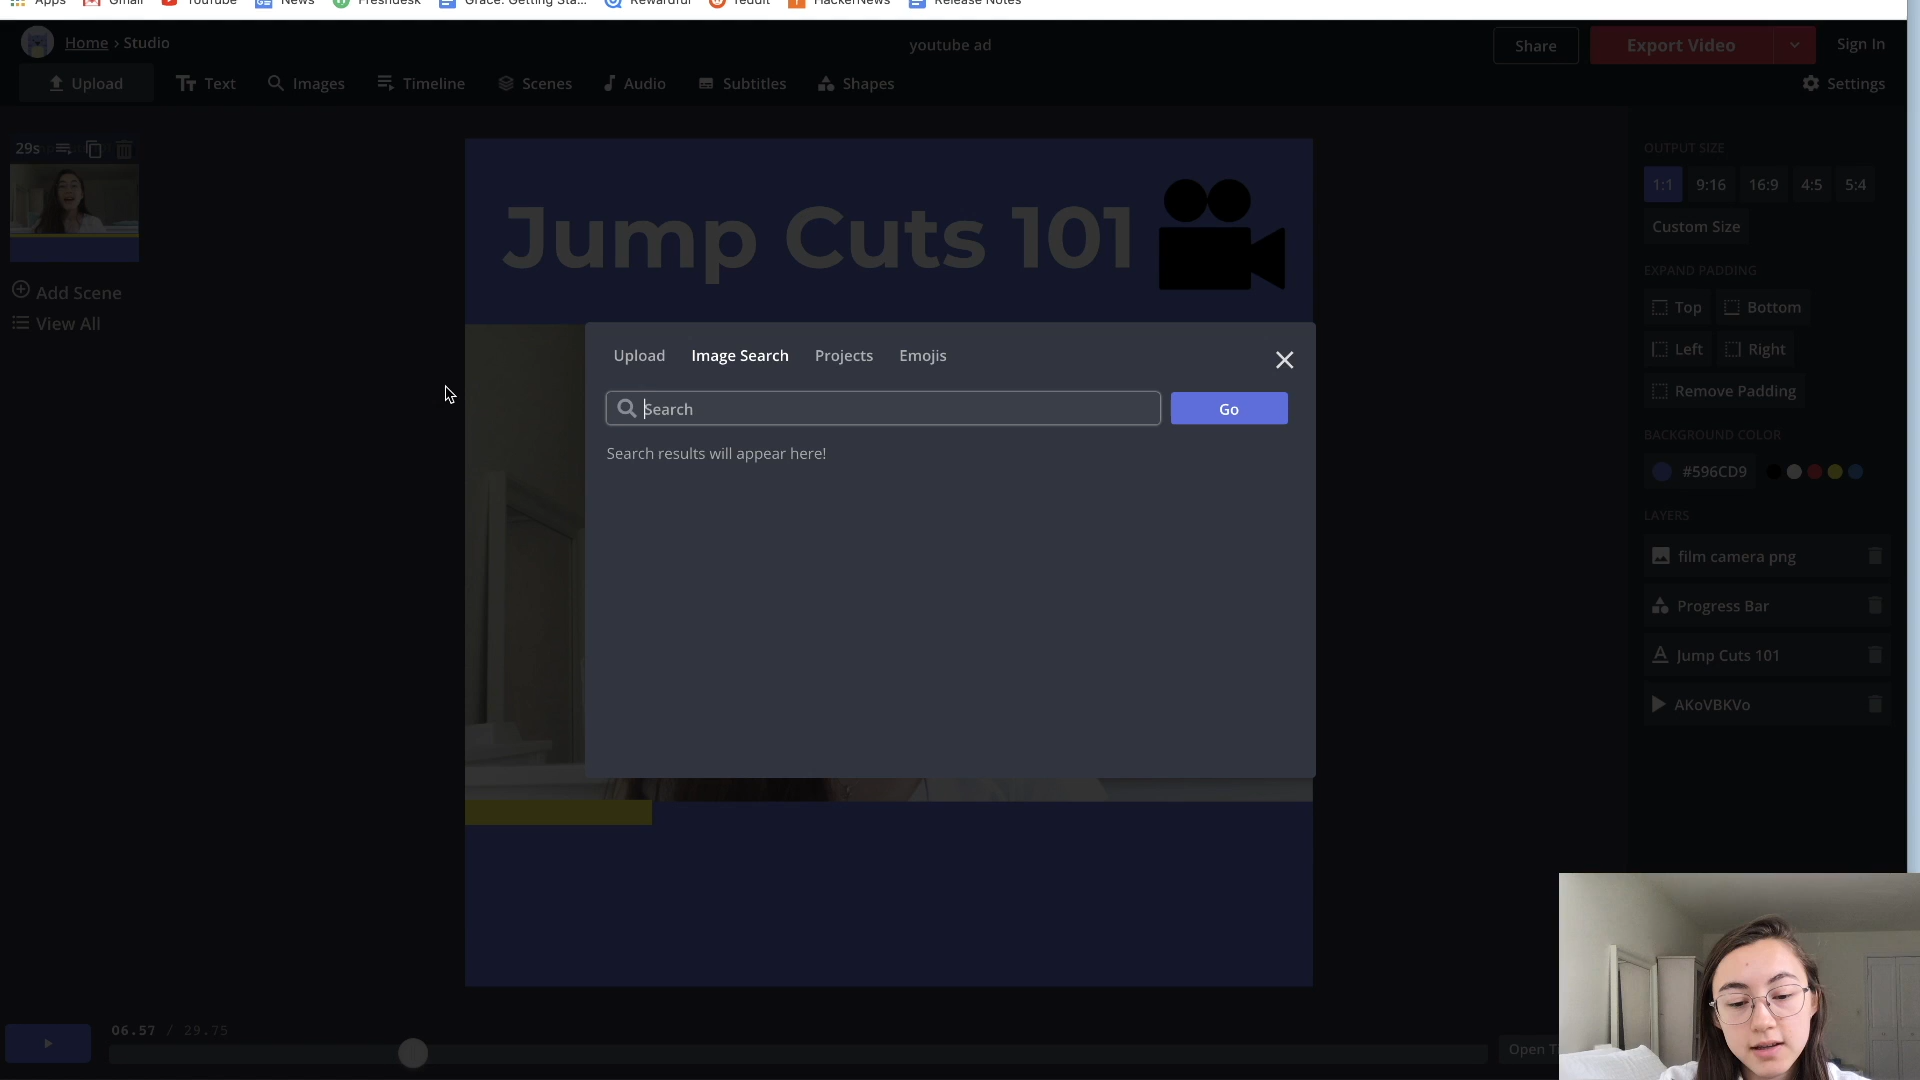 Apps Gmail YouTube News Freshdesk Grace: Getting Sta... Rewardful reddit HackerNews Release Notes
Home › Studio
youtube ad
Share
Export Video
Sign In
Upload
Text
Images
Timeline
Scenes
Audio
Subtitles
Shapes
Settings
29s
Add Scene
View All
Jump Cuts 101
Upload
Image Search
Projects
Emojis
Search
Go
Search results will appear here!
OUTPUT SIZE
1:1 9:16 16:9 4:5 5:4
Custom Size
EXPAND PADDING
Top Bottom
Left Right
Remove Padding
BACKGROUND COLOR
#596CD9
LAYERS
film camera png
Progress Bar
Jump Cuts 101
AKoVBKVo
06.57 / 29.75
Open T